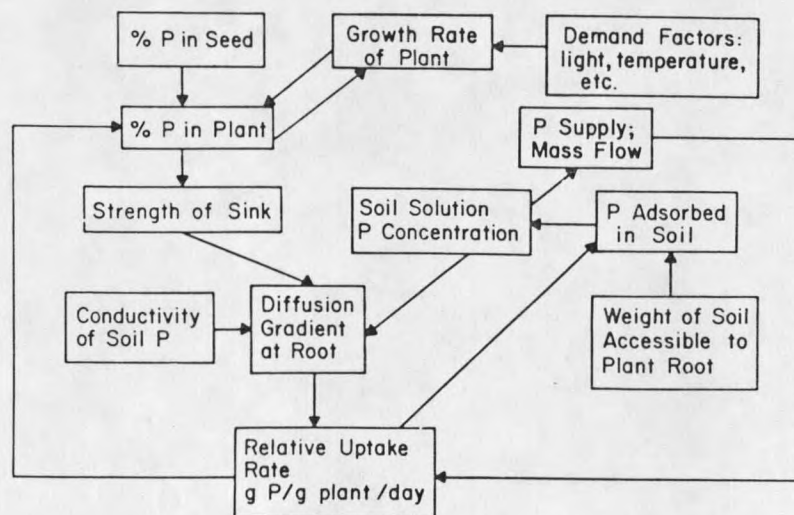 % P in Seed
Growth Rate
of Plant
Demand Factors:
light, temperature,
etc.
% P in Plant
P Supply;
Mass Flow
Strength of Sink
Soil Solution
P Concentration
P Adsorbed
in Soil
Conductivity
of Soil P
Diffusion
Gradient
at Root
Weight of Soil
Accessible to
Plant Root
Relative Uptake
Rate
g P/g plant/day